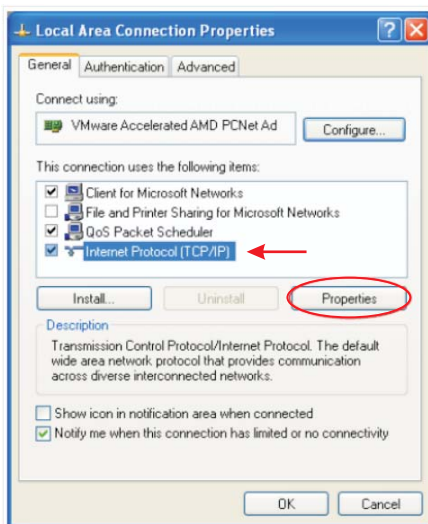 Local Area Connection Properties
General Authentication Advanced
Connect using:
VMware Accelerated AMD PCNet Ad Configure...
This connection uses the following items:
Client for Microsoft Networks
File and Printer Sharing for Microsoft Networks
QoS Packet Scheduler
Internet Protocol (TCP/IP)
Install... Uninstall Properties
Description
Transmission Control Protocol/Internet Protocol. The default
wide area network protocol that provides communication
across diverse interconnected networks.
Show icon in notification area when connected
Notify me when this connection has limited or no connectivity
OK Cancel